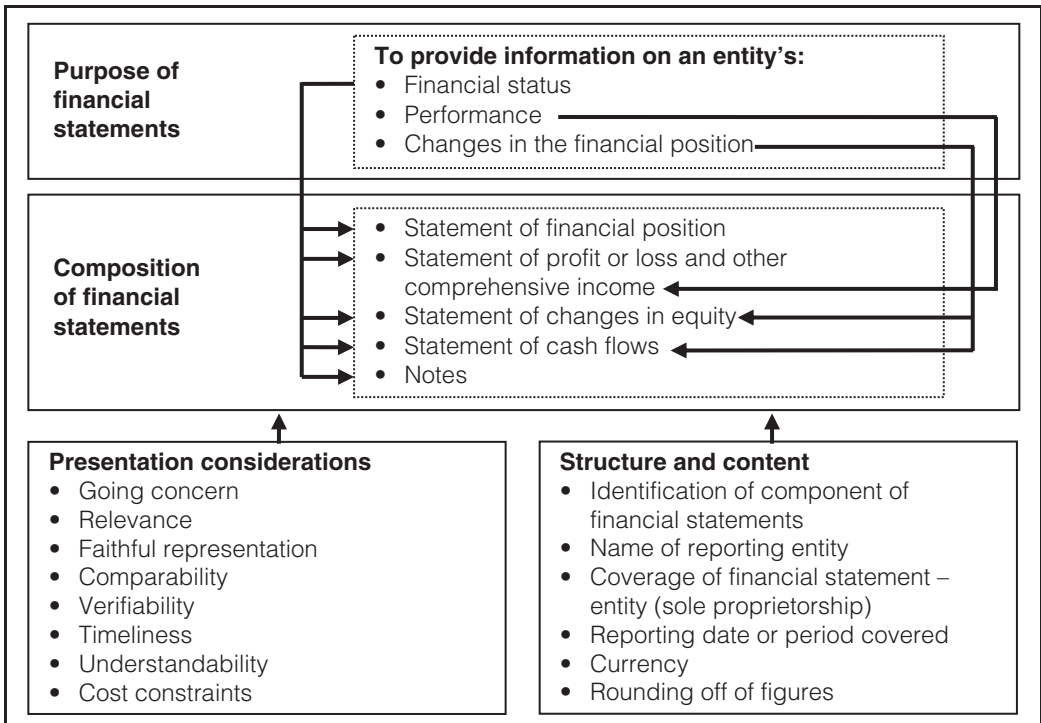 Purpose of
financial
statements
To provide information on an entity's:
• Financial status
• Performance
• Changes in the financial position
Composition
of financial
statements
• Statement of financial position
• Statement of profit or loss and other
comprehensive income
• Statement of changes in equity
• Statement of cash flows
• Notes
Presentation considerations
• Going concern
• Relevance
• Faithful representation
• Comparability
• Verifiability
• Timeliness
• Understandability
• Cost constraints
Structure and content
• Identification of component of
financial statements
• Name of reporting entity
• Coverage of financial statement –
entity (sole proprietorship)
• Reporting date or period covered
• Currency
• Rounding off of figures